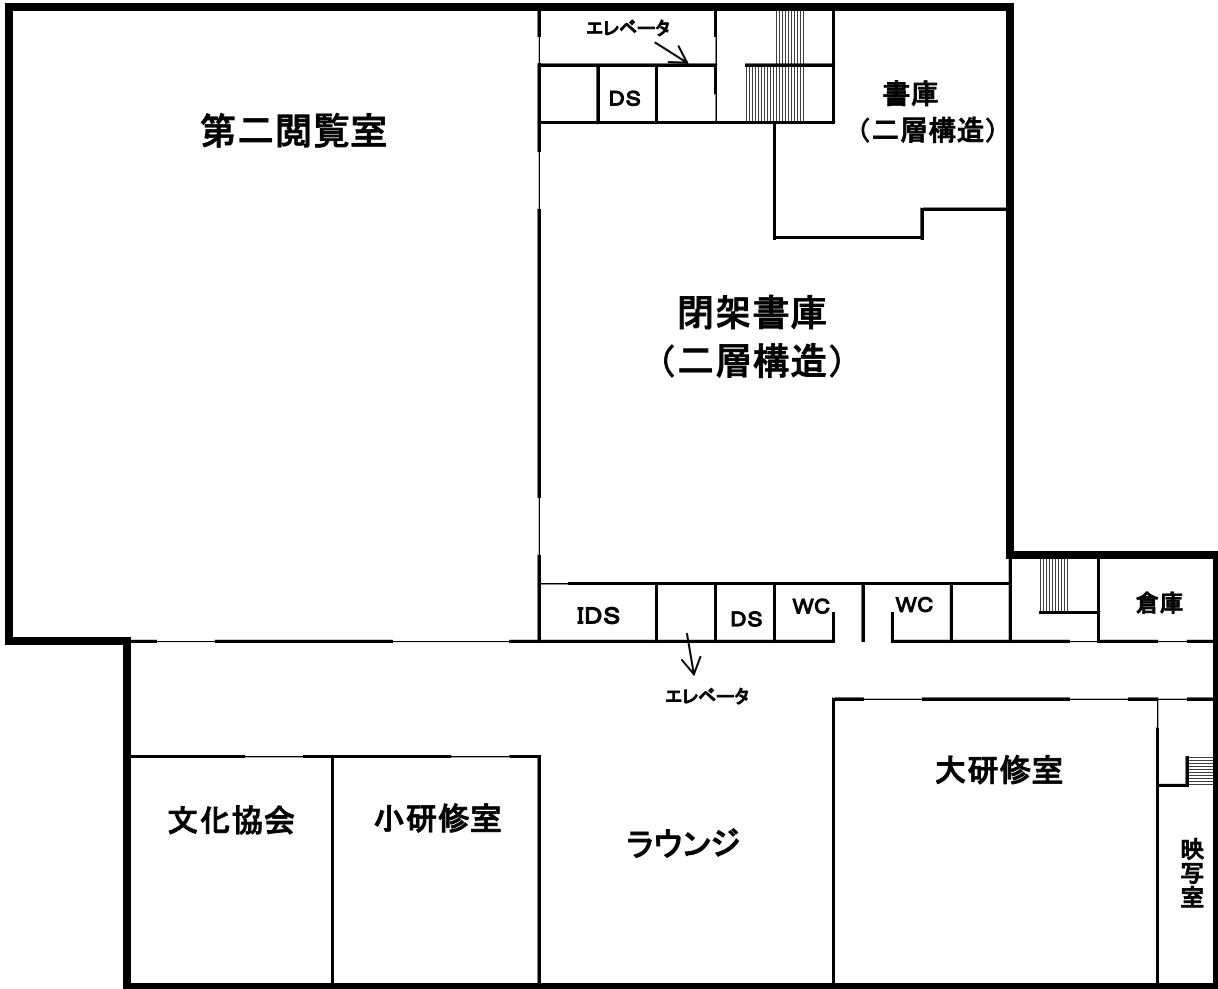 エレベータ
DS
書庫
（二層構造）
第二閲覧室
閉架書庫
（二層構造）
IDS
DS
WC
WC
倉庫
エレベータ
大研修室
文化協会
小研修室
ラウンジ
映写室